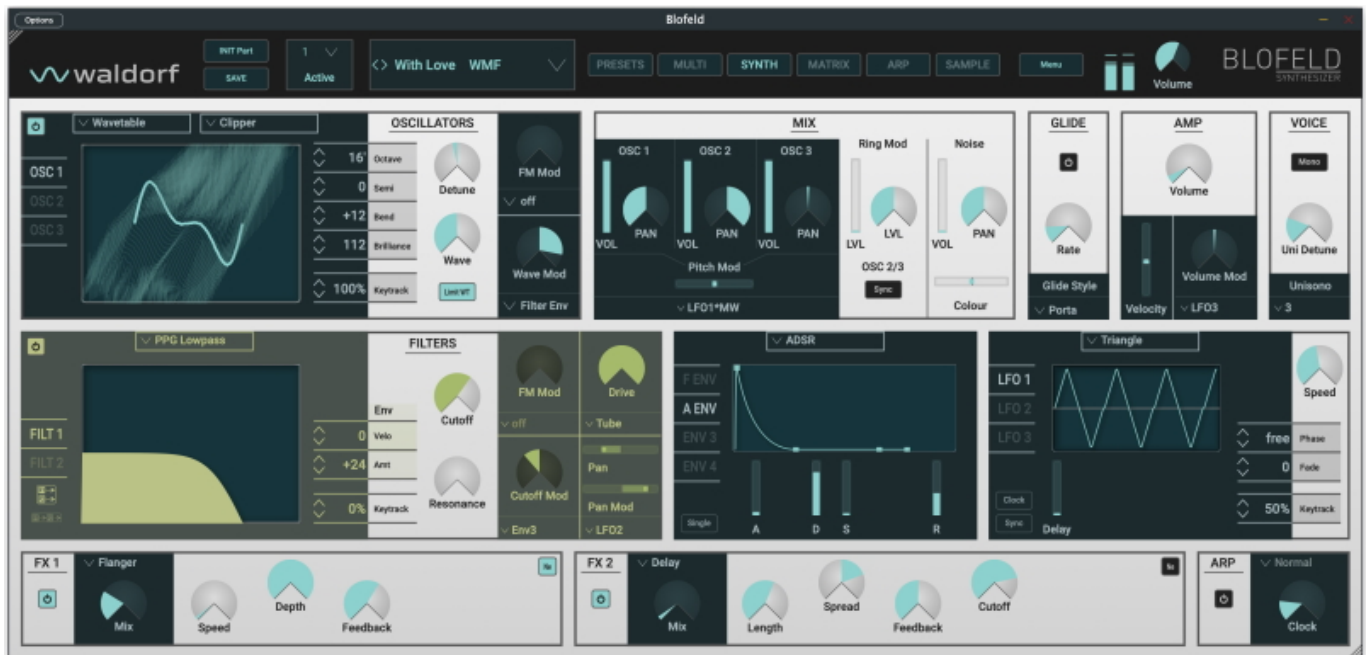 Options
Blofeld
waldorf
INIT Part
SAVE
1
Active
<> With Love WMF
PRESETS
MULTI
SYNTH
MATRIX
ARP
SAMPLE
Menu
Volume
BLOFELD
SYNTHESIZER
Wavetable
Clipper
OSCILLATORS
OSC 1
OSC 2
OSC 3
16' Octave
0 Semi
+12 Bend
112 Brilliance
100% Keytrack
Detune
Wave
Limit WT
FM Mod
off
Wave Mod
Filter Env
MIX
OSC 1
OSC 2
OSC 3
VOL
PAN
VOL
PAN
VOL
PAN
Pitch Mod
LFO1*MW
Ring Mod
LVL
LVL
OSC 2/3
Sync
Noise
VOL
PAN
Colour
GLIDE
Rate
Glide Style
Porta
AMP
Volume
Volume Mod
Velocity
LFO3
VOICE
Mono
Uni Detune
Unisono
3
PPG Lowpass
FILTERS
FILT 1
FILT 2
Env
0 Velo
+24 Amt
0% Keytrack
Cutoff
Resonance
FM Mod
off
Cutoff Mod
Env3
Drive
Tube
Pan
Pan Mod
LFO2
ADSR
F ENV
A ENV
ENV 3
ENV 4
Single
A
D
S
R
Triangle
LFO 1
LFO 2
LFO 3
Clock
Sync
Delay
Speed
free Phase
0 Fade
50% Keytrack
FX 1
Flanger
Mix
Speed
Depth
Feedback
FX 2
Delay
Mix
Length
Spread
Feedback
Cutoff
ARP
Normal
Clock